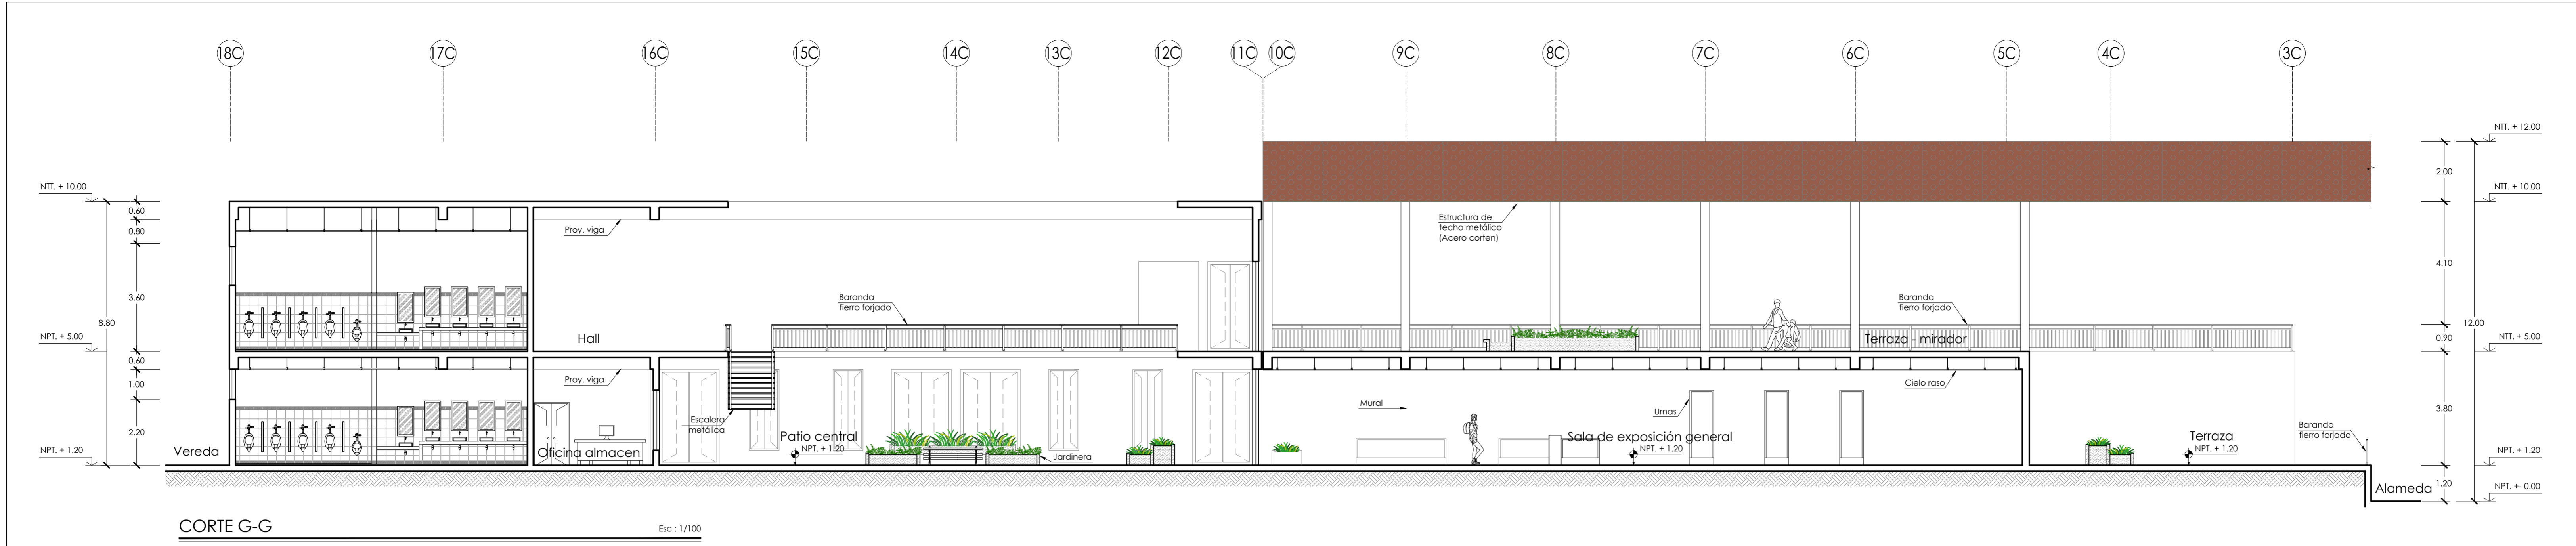 18C
17C
16C
15C
14C
13C
12C
11C
10C
9C
8C
7C
6C
5C
4C
3C
NTT. + 12.00
2.00
NTT. + 10.00
NTT. + 10.00
0.60
0.80
3.60
8.80
NPT. + 5.00
0.60
1.00
2.20
NPT. + 1.20
Vereda
Proy. viga
Hall
Baranda
fierro forjado
Estructura de
techo metálico
(Acero corten)
Baranda
fierro forjado
Terraza - mirador
4.10
12.00
0.90
NTT. + 5.00
Proy. viga
Oficina almacen
Escalera
metálica
Patio central
NPT. + 1.20
Jardinera
Mural
Urnas
Cielo raso
Sala de exposición general
NPT. + 1.20
Terraza
NPT. + 1.20
Baranda
fierro forjado
3.80
NPT. + 1.20
1.20
NPT. +- 0.00
Alameda
CORTE G-G
Esc : 1/100